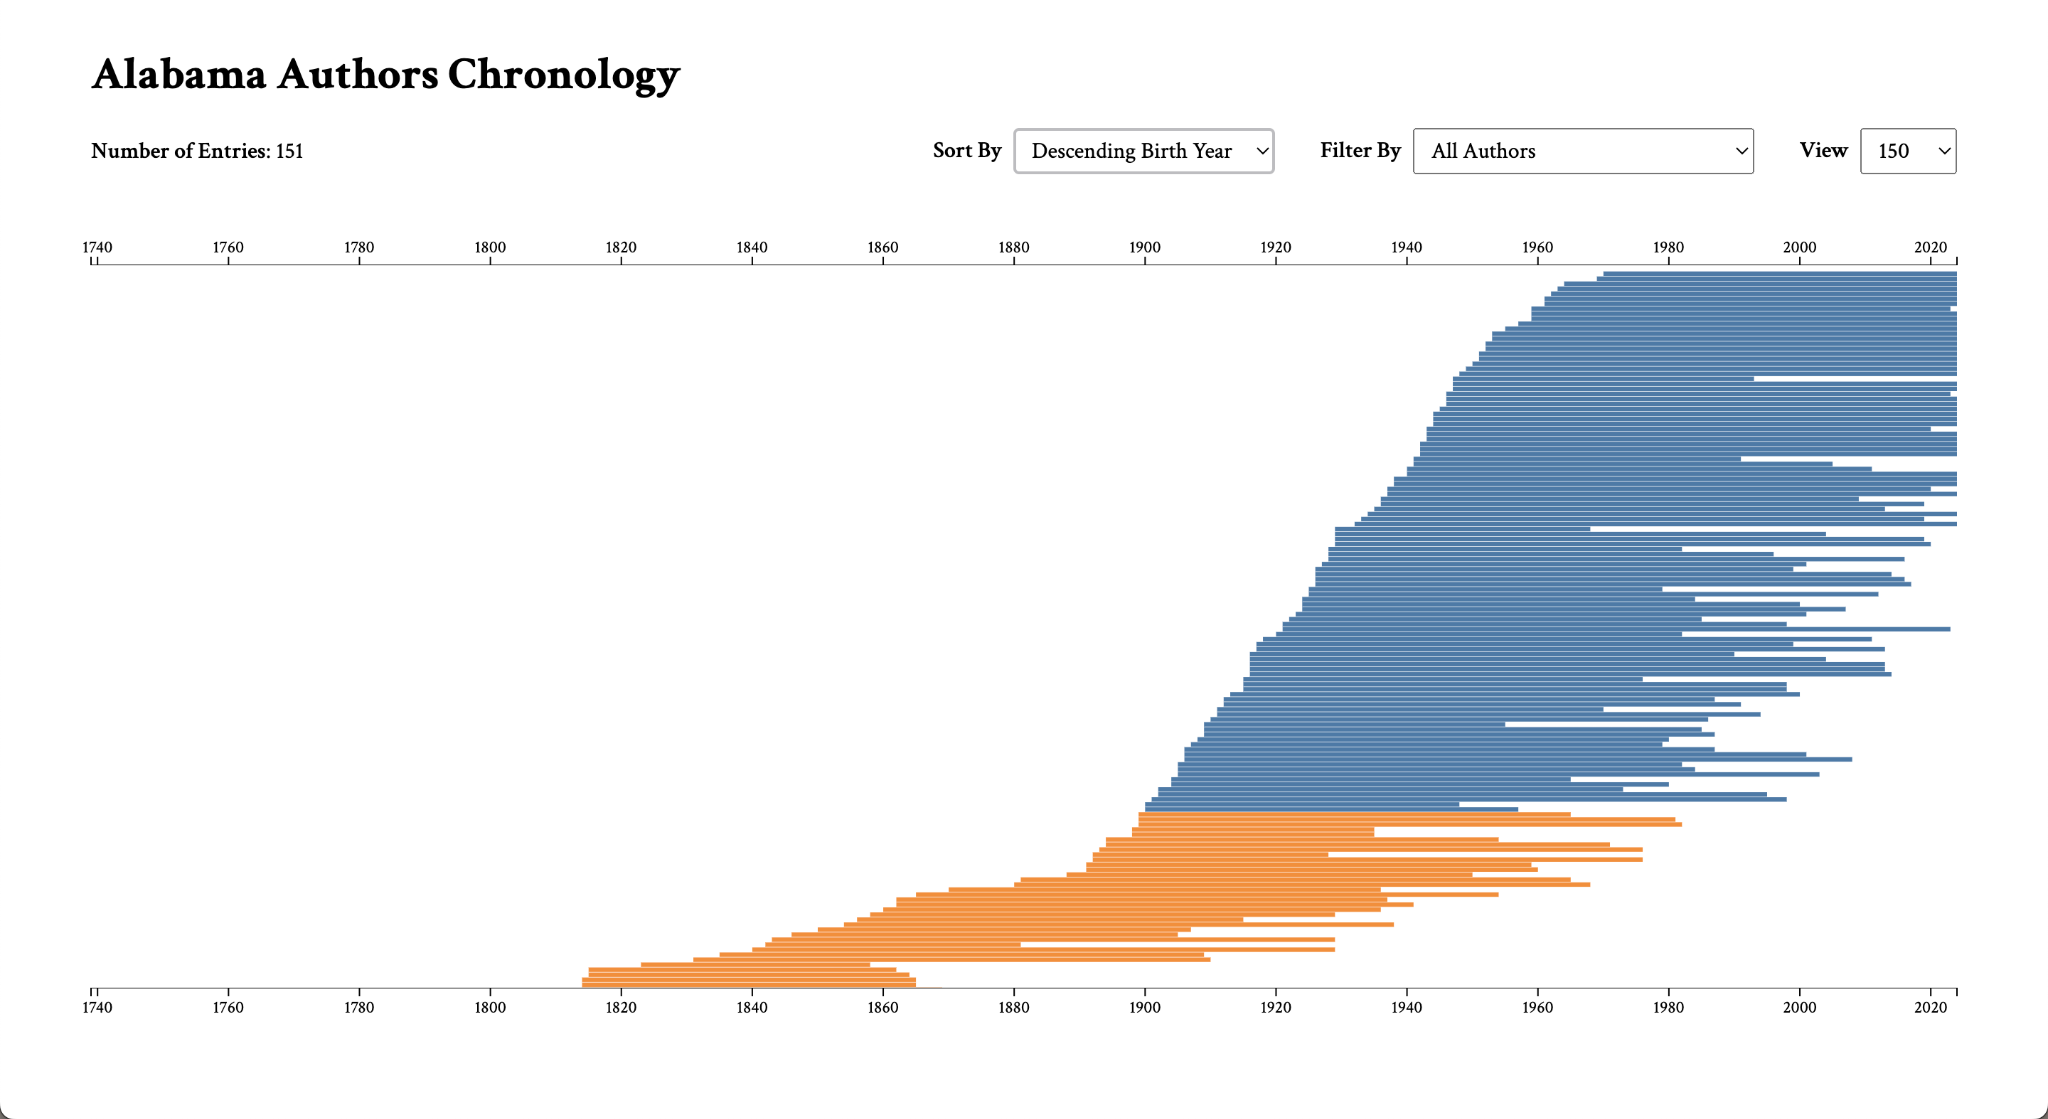 Alabama Authors Chronology
Number of Entries: 151 Sort By Descending Birth Year Filter By All Authors View 150
1740 1760 1780 1800 1820 1840 1860 1880 1900 1920 1940 1960 1980 2000 2020
1740 1760 1780 1800 1820 1840 1860 1880 1900 1920 1940 1960 1980 2000 2020